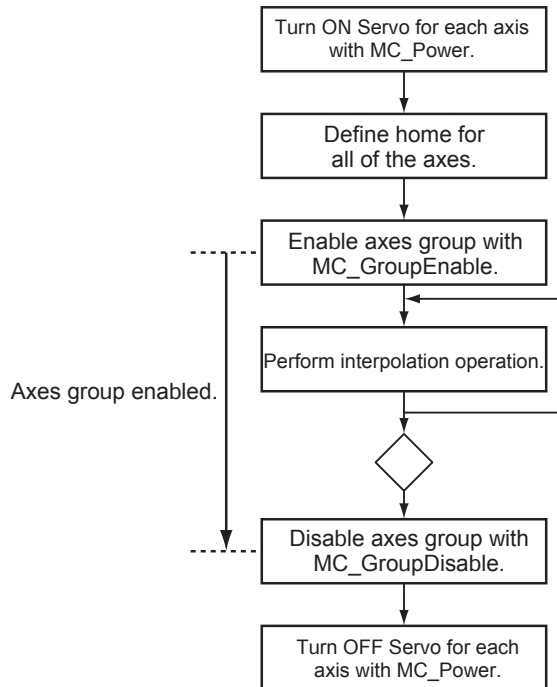 Turn ON Servo for each axis
with MC_Power.
Define home for
all of the axes.
Enable axes group with
MC_GroupEnable.
Perform interpolation operation.
Axes group enabled.
Disable axes group with
MC_GroupDisable.
Turn OFF Servo for each
axis with MC_Power.